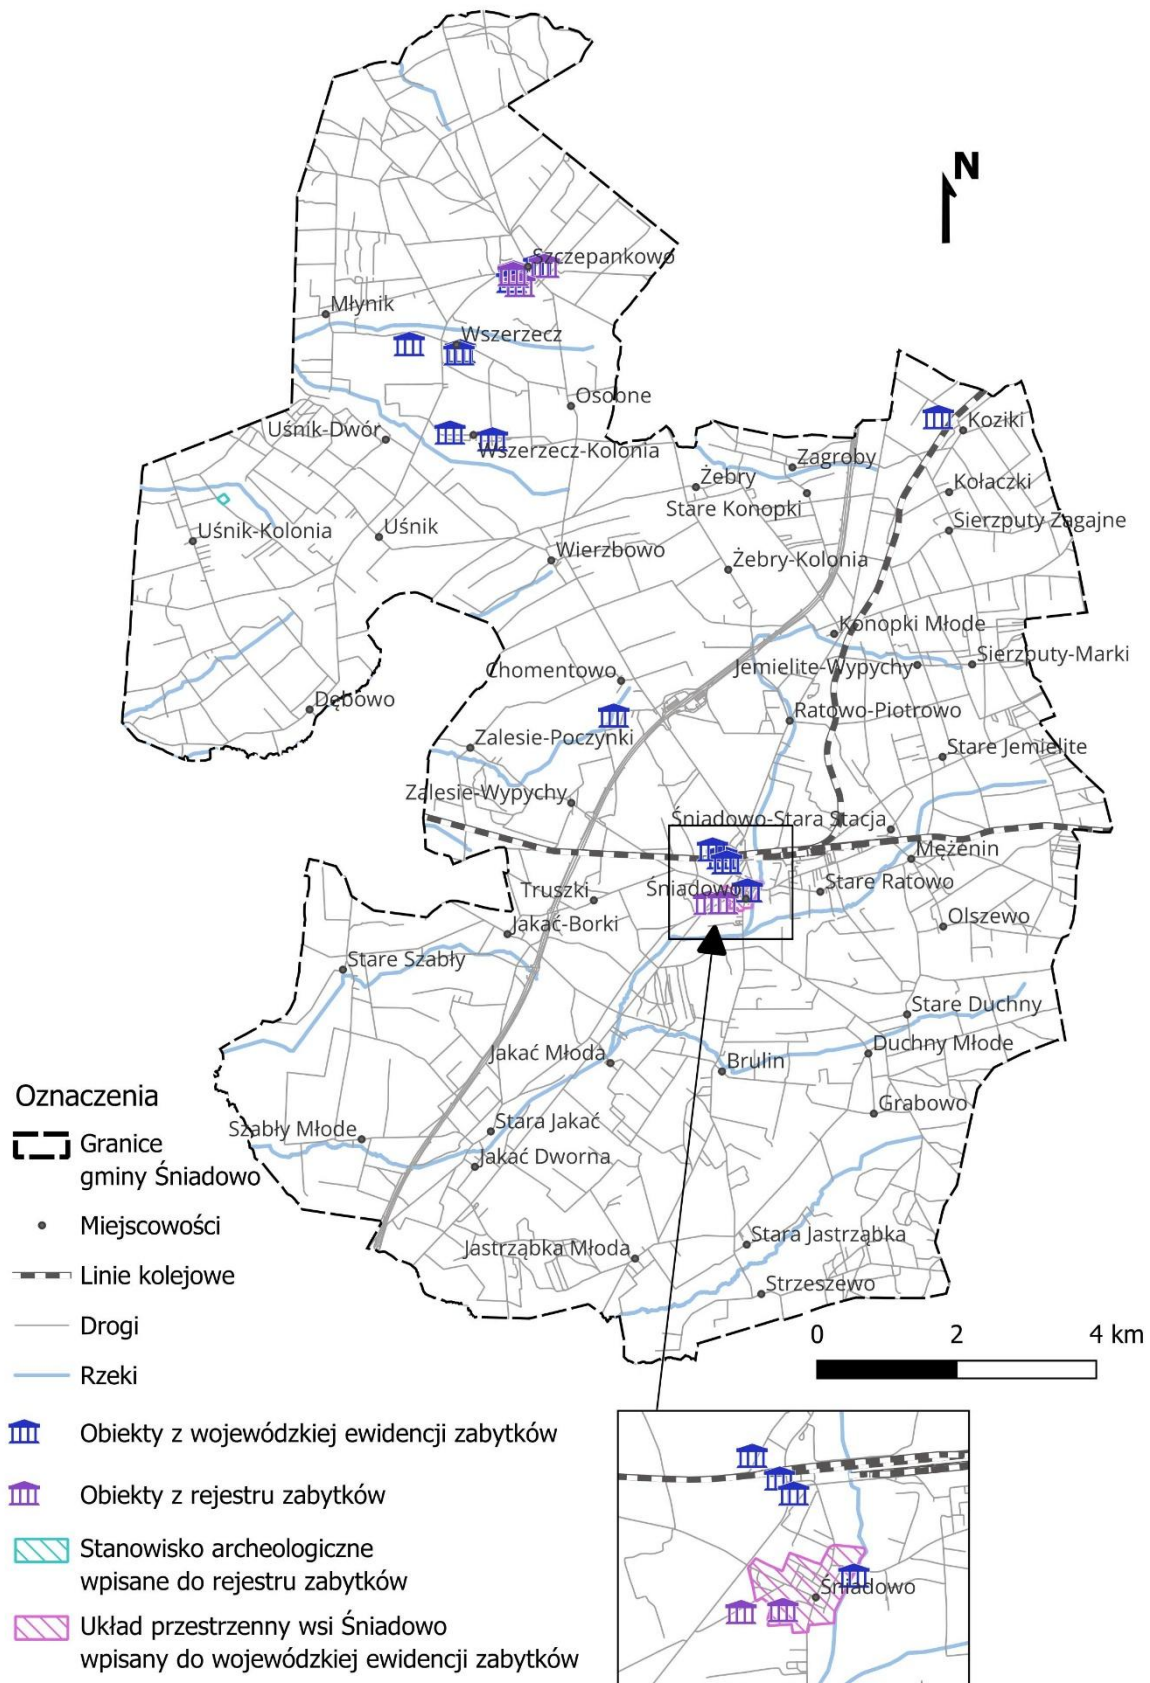 N
Szczepankowo
Młynik
Wszerzecz
Osobne
Koziki
Uśnik-Dwór
Wszerzecz-Kolonia
Zagroby
Żebry
Kołaczki
Stare Konopki
Sierzputy Zagajne
Uśnik-Kolonia
Uśnik
Wierzbowo
Żebry-Kolonia
Konopki Młode
Chomentowo
Jemielite-Wypychy
Sierzputy-Marki
Dębowo
Ratowo-Piotrowo
Zalesie-Poczynki
Stare Jemielite
Zalesie-Wypychy
Śniadowo-Stara Stacja
Mężenin
Truszki
Śniadowo
Stare Ratowo
Jakać-Borki
Olszewo
Stare Szabły
Stare Duchny
Jakać Młoda
Brulin
Duchny Młode
Grabowo
Szabły Młode
Stara Jakać
Jakać Dworna
Jastrząbka Młoda
Stara Jastrząbka
Strzeszewo
0 2 4 km
Oznaczenia
Granice
gminy Śniadowo
Miejscowości
Linie kolejowe
Drogi
Rzeki
Obiekty z wojewódzkiej ewidencji zabytków
Obiekty z rejestru zabytków
Stanowisko archeologiczne
wpisane do rejestru zabytków
Układ przestrzenny wsi Śniadowo
wpisany do wojewódzkiej ewidencji zabytków
Śniadowo